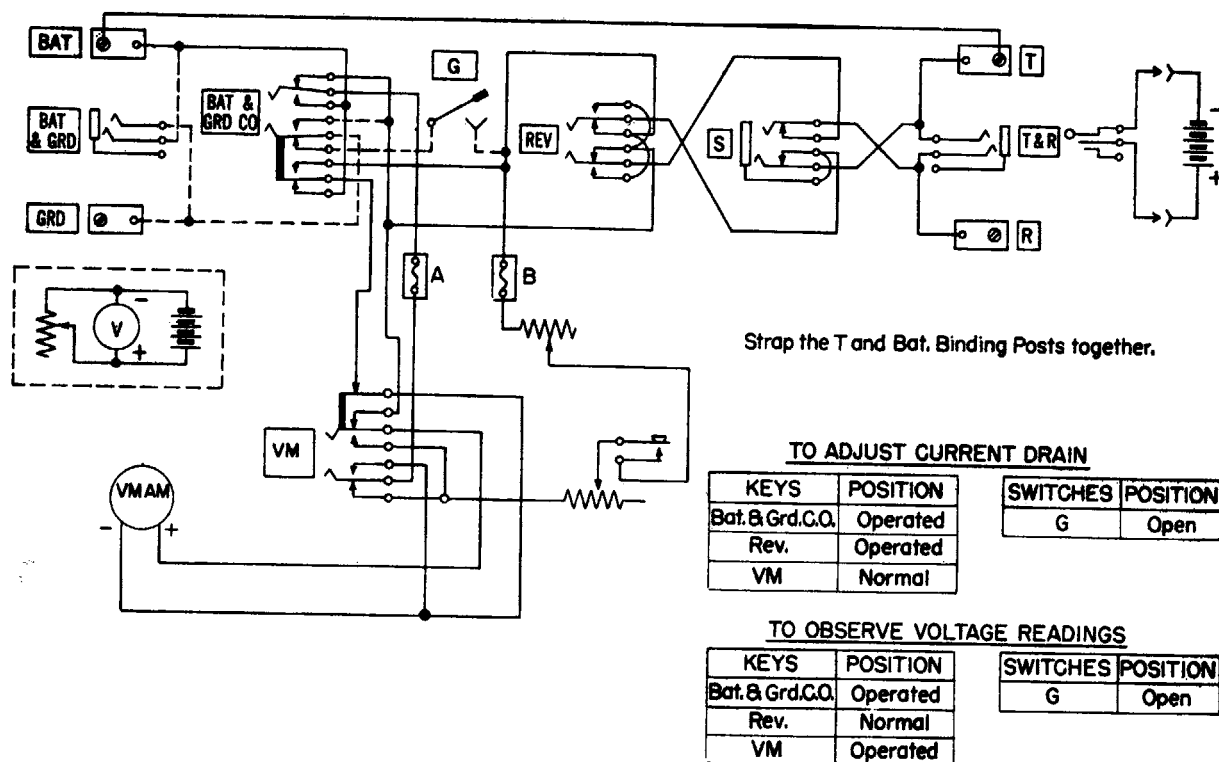 BAT
T
G
BAT &
GRD CO
BAT
& GRD
REV
S
T & R
-
+
GRD
R
A
B
-
V
+
Strap the T and Bat. Binding Posts together.
VM
VM AM
-
+
TO ADJUST CURRENT DRAIN
KEYS POSITION
Bat. & Grd.C.O. Operated
Rev. Operated
VM Normal
SWITCHES POSITION
G Open
TO OBSERVE VOLTAGE READINGS
KEYS POSITION
Bat. & Grd.C.O. Operated
Rev. Normal
VM Operated
SWITCHES POSITION
G Open